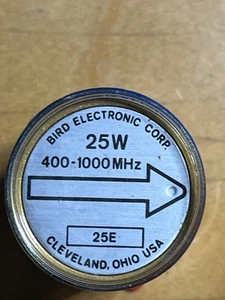 BIRD ELECTRONIC CORP.
25W
400-1000MHz
25E
CLEVELAND, OHIO USA